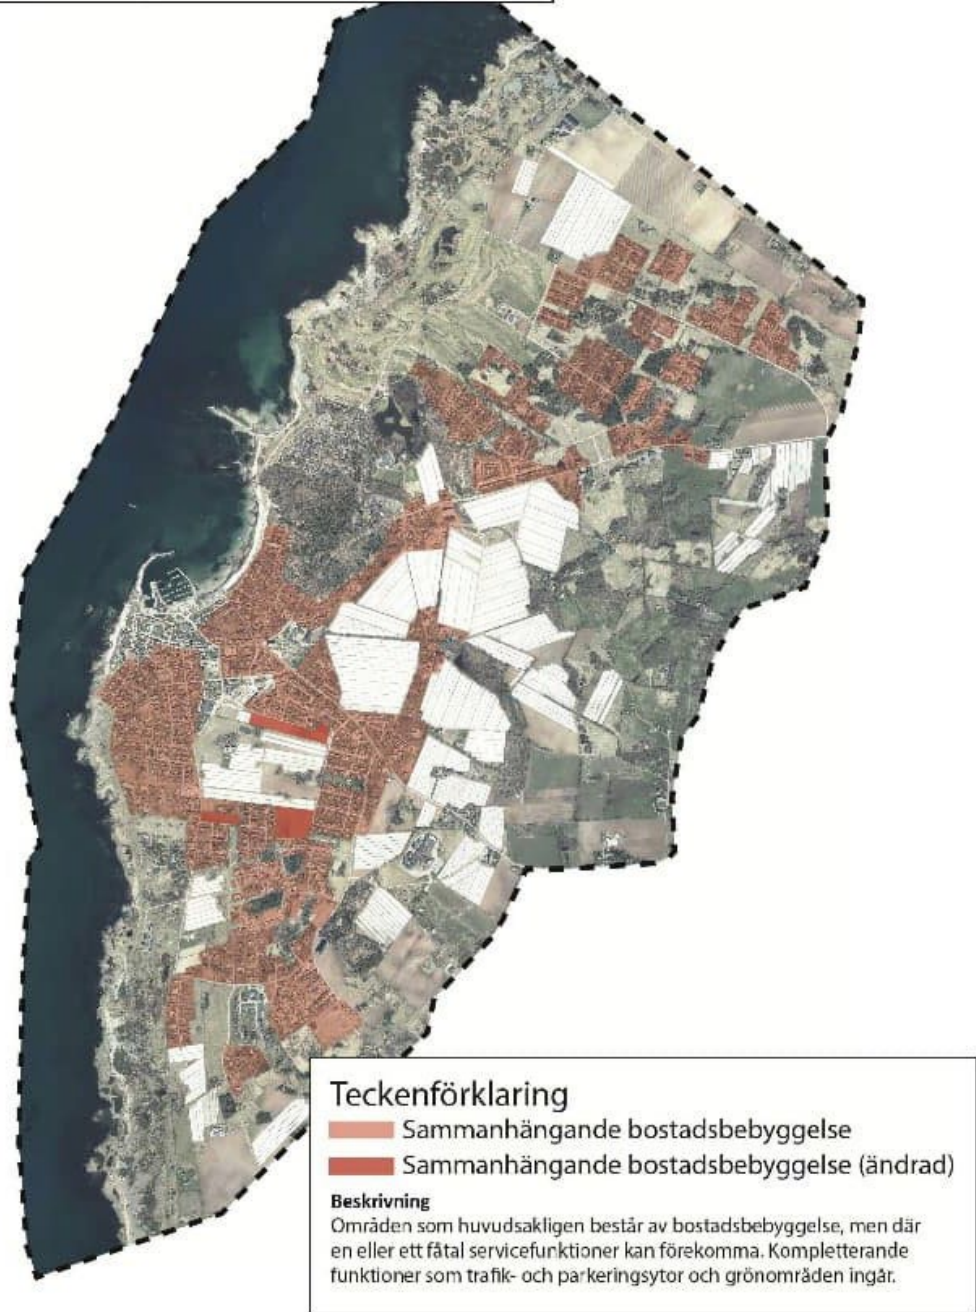 Teckenförklaring
Sammanhängande bostadsbebyggelse
Sammanhängande bostadsbebyggelse (ändrad)
Beskrivning
Områden som huvudsakligen består av bostadsbebyggelse, men där
en eller ett fåtal servicefunktioner kan förekomma. Kompletterande
funktioner som trafik- och parkeringsytor och grönområden ingår.